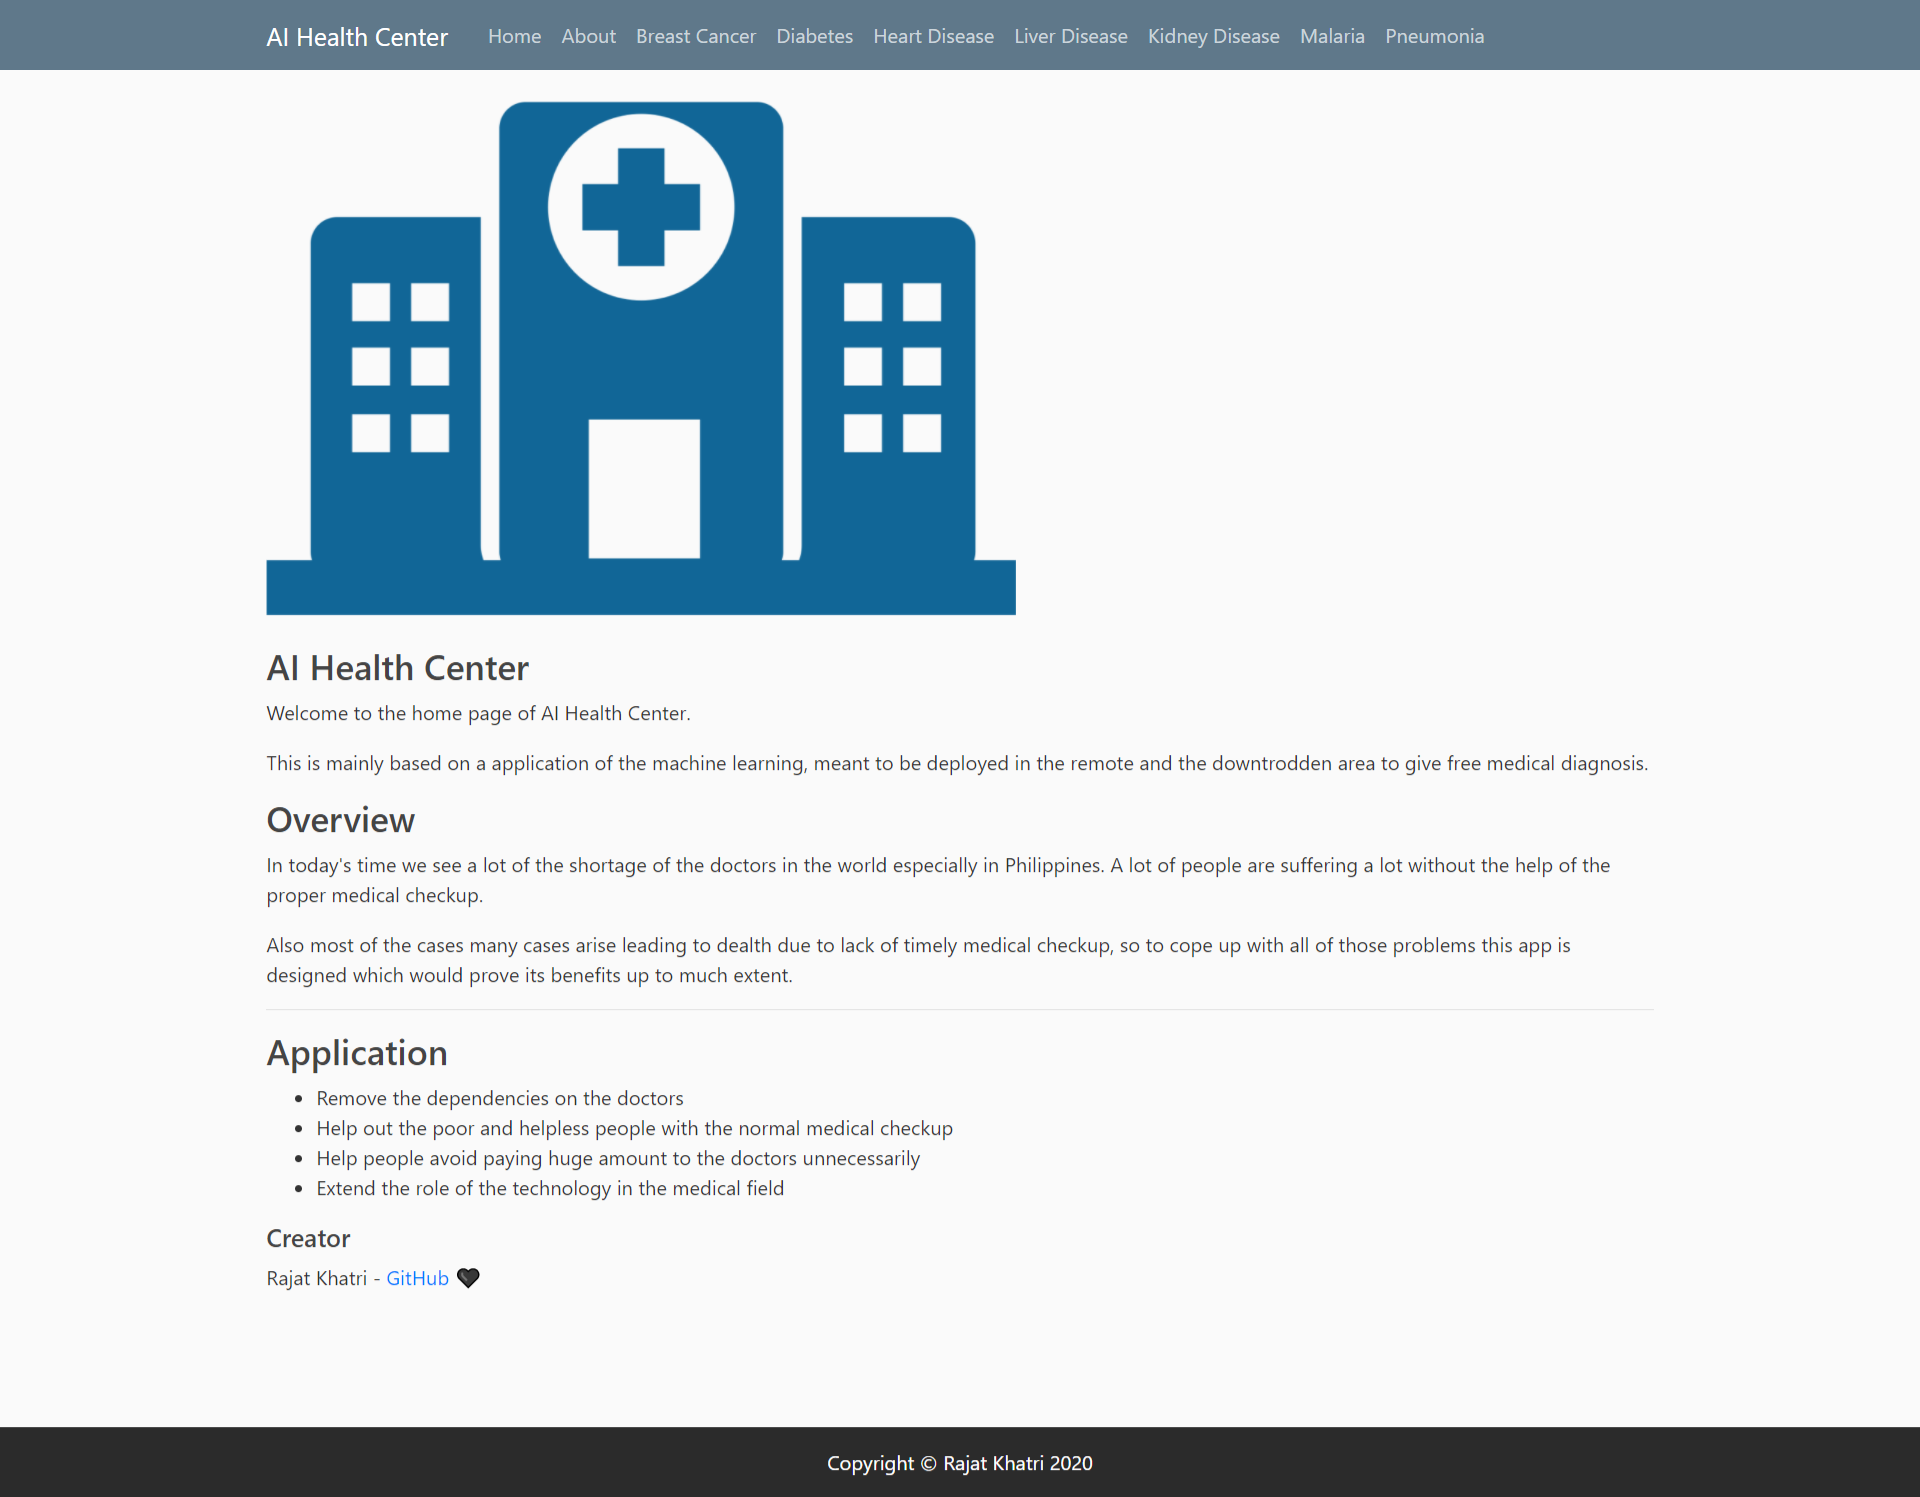 AI Health Center Home About Breast Cancer Diabetes Heart Disease Liver Disease Kidney Disease Malaria Pneumonia
AI Health Center
Welcome to the home page of AI Health Center.
This is mainly based on a application of the machine learning, meant to be deployed in the remote and the downtrodden area to give free medical diagnosis.
Overview
In today's time we see a lot of the shortage of the doctors in the world especially in Philippines. A lot of people are suffering a lot without the help of the
proper medical checkup.
Also most of the cases many cases arise leading to dealth due to lack of timely medical checkup, so to cope up with all of those problems this app is
designed which would prove its benefits up to much extent.
Application
• Remove the dependencies on the doctors
• Help out the poor and helpless people with the normal medical checkup
• Help people avoid paying huge amount to the doctors unnecessarily
• Extend the role of the technology in the medical field
Creator
Rajat Khatri - GitHub 🖤
Copyright © Rajat Khatri 2020